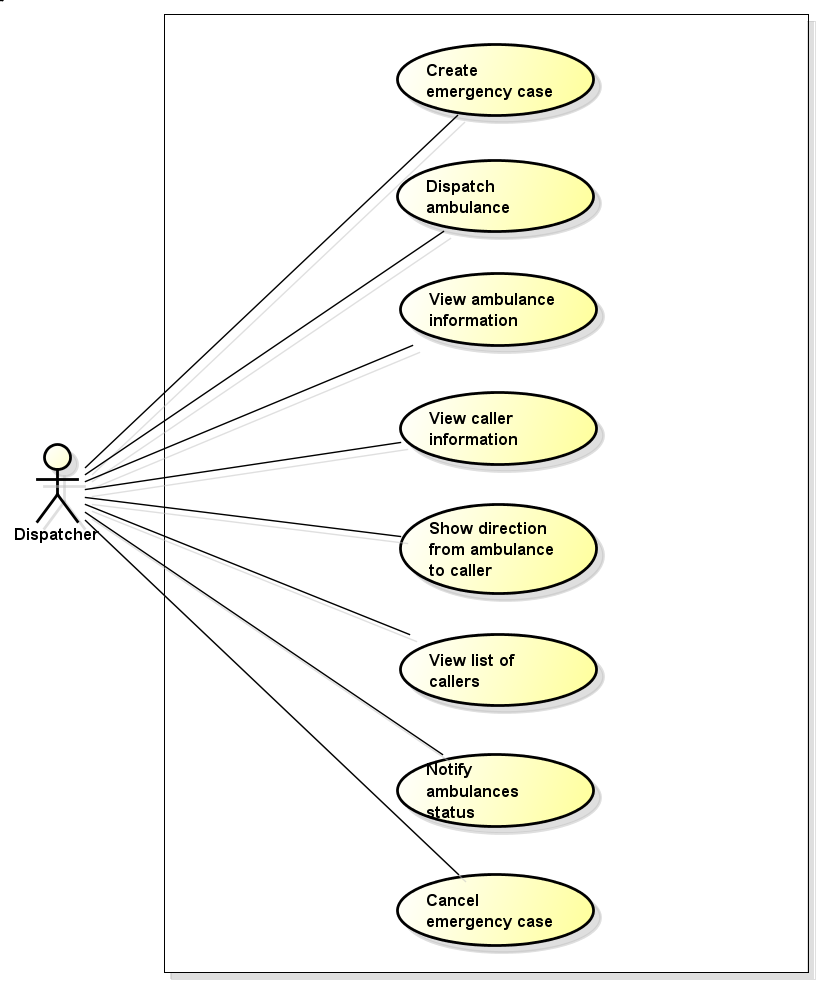 Create
emergency case
Dispatch
ambulance
View ambulance
information
View caller
information
Dispatcher
Show direction
from ambulance
to caller
View list of
callers
Notify
ambulances
status
Cancel
emergency case